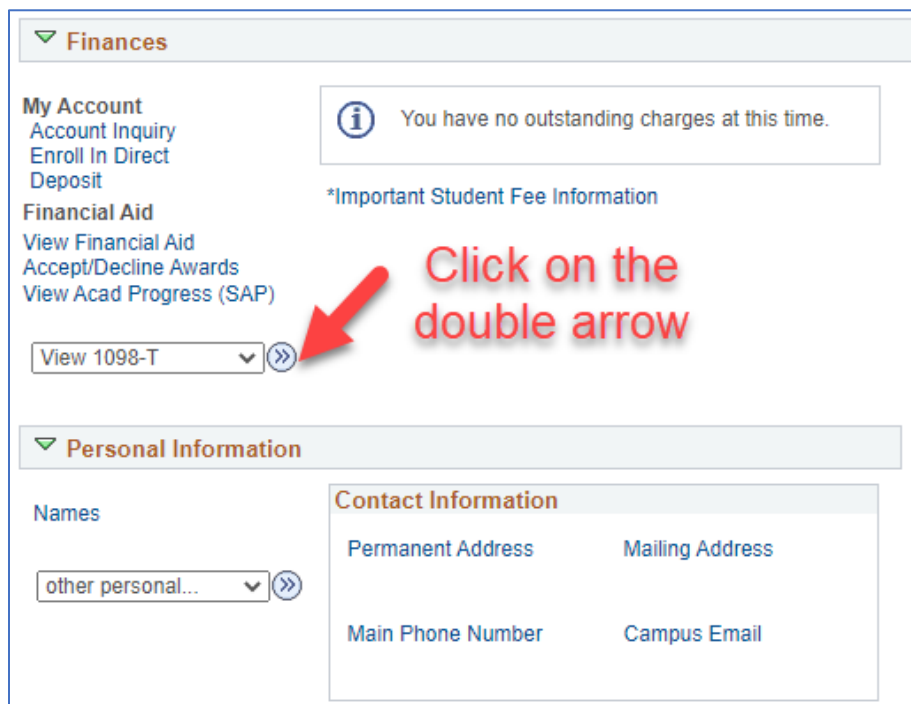 Finances
My Account
Account Inquiry
Enroll In Direct
Deposit
Financial Aid
View Financial Aid
Accept/Decline Awards
View Acad Progress (SAP)
View 1098-T
You have no outstanding charges at this time.
*Important Student Fee Information
Click on the
double arrow
Personal Information
Names
other personal...
Contact Information
Permanent Address Mailing Address
Main Phone Number Campus Email